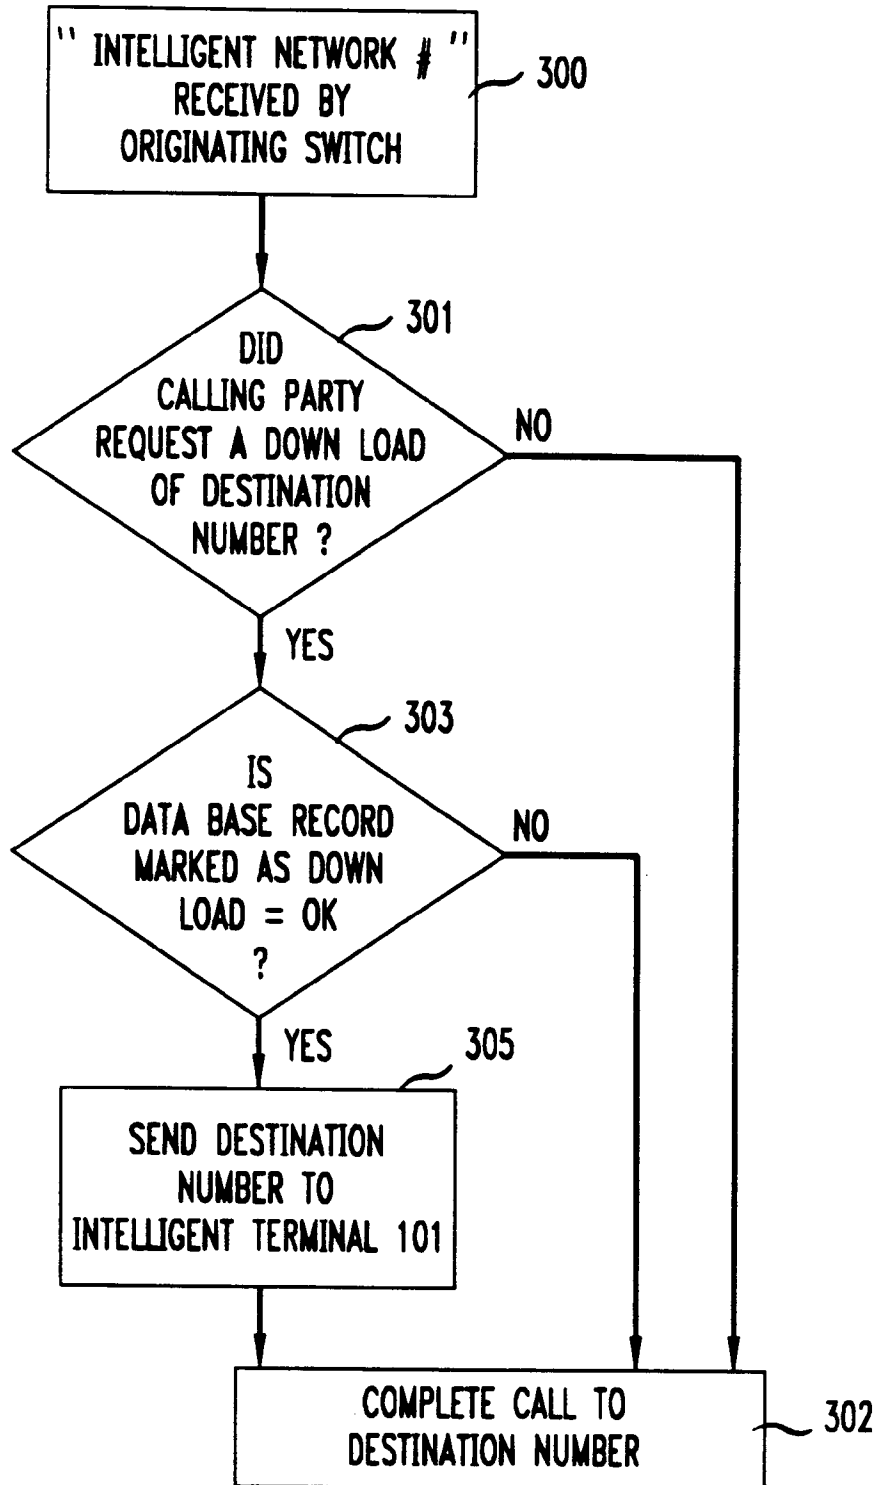 " INTELLIGENT NETWORK # "
RECEIVED BY
ORIGINATING SWITCH
300
301
DID
CALLING PARTY
REQUEST A DOWN LOAD
OF DESTINATION
NUMBER ?
NO
YES
303
IS
DATA BASE RECORD
MARKED AS DOWN
LOAD = OK
?
NO
YES
305
SEND DESTINATION
NUMBER TO
INTELLIGENT TERMINAL 101
COMPLETE CALL TO
DESTINATION NUMBER
302